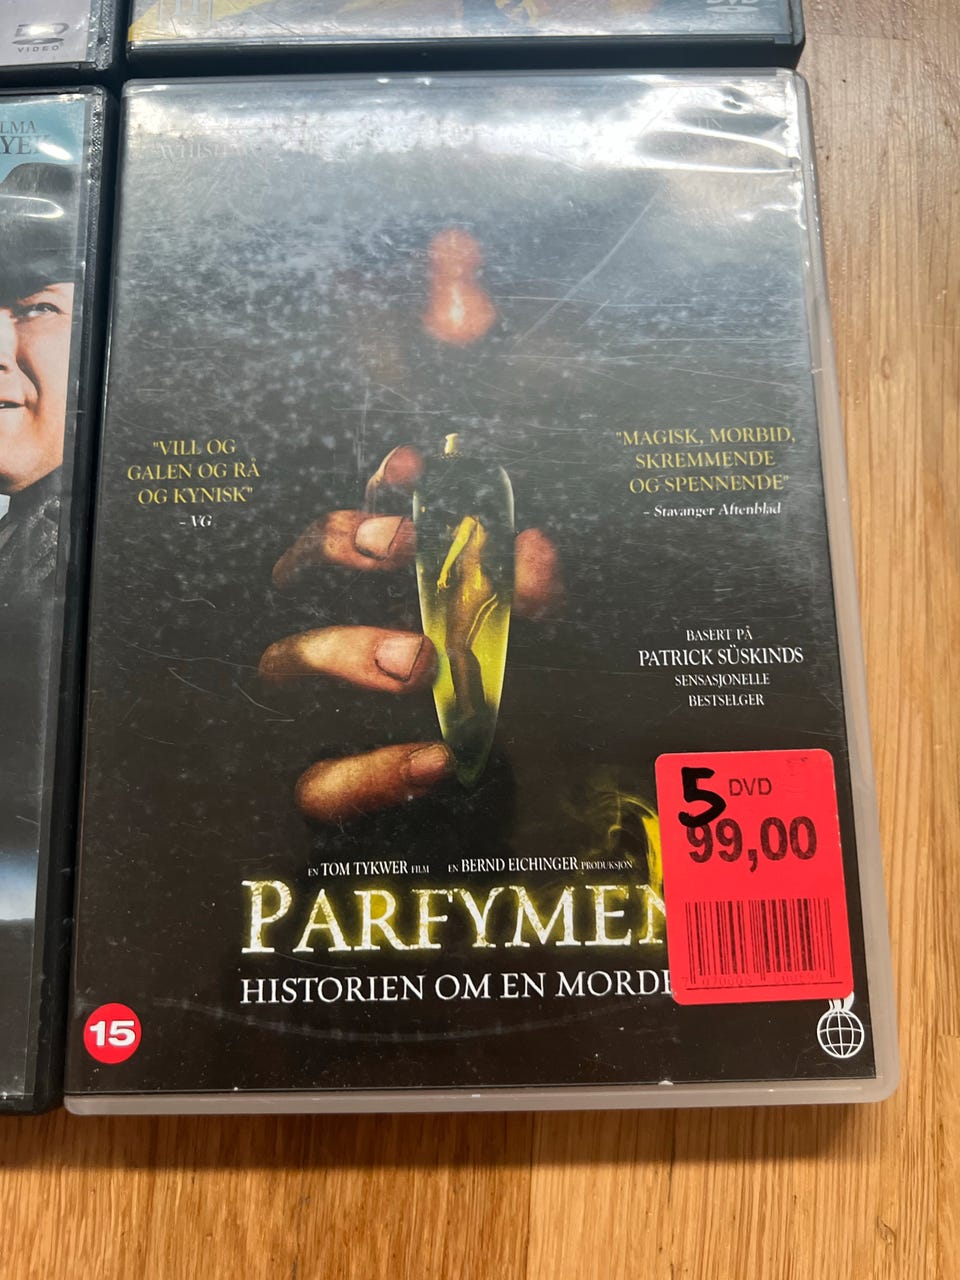 VIDEO
DVD
"VILL OG
GALEN OG RÅ
OG KYNISK"
- VG
"MAGISK, MORBID,
SKREMMENDE
OG SPENNENDE"
- Stavanger Aftenblad
BASERT PÅ
PATRICK SÜSKINDS
SENSASJONELLE
BESTSELGER
5 DVD
99,00
EN TOM TYKWER FILM EN BERND EICHINGER PRODUKSJON
PARFYMEN
HISTORIEN OM EN MORDE
15